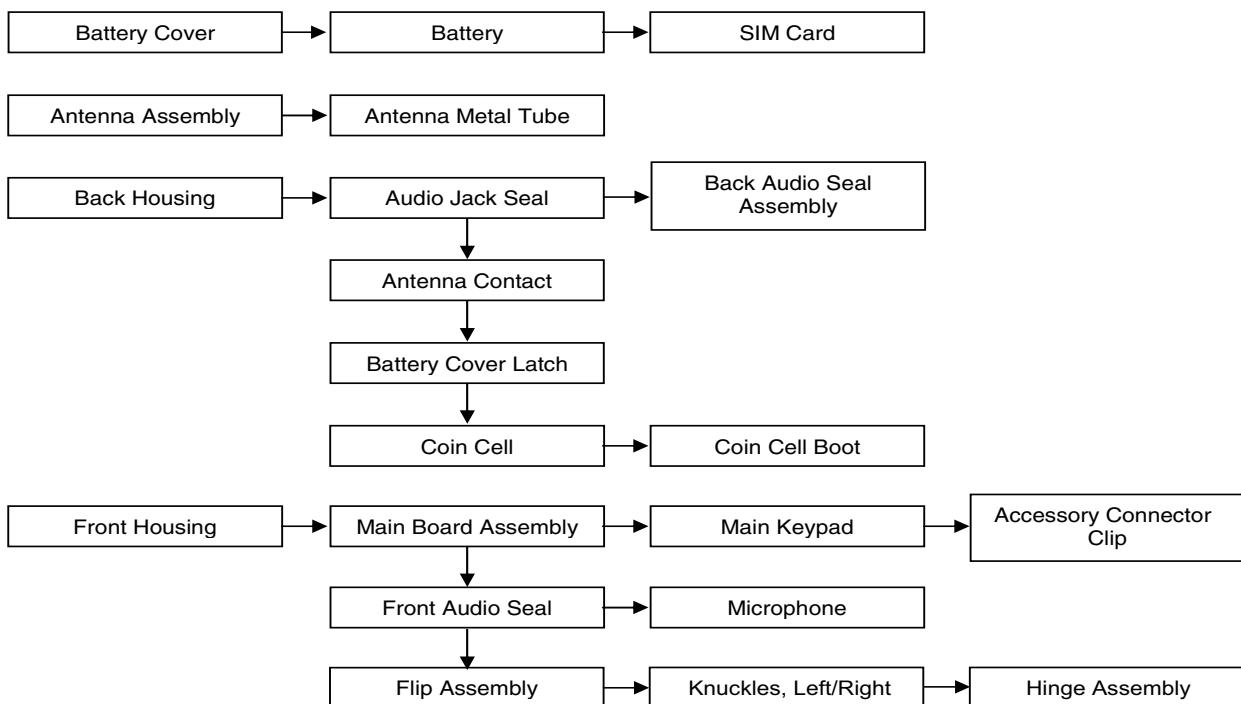 Battery Cover
Battery
SIM Card
Antenna Assembly
Antenna Metal Tube
Back Housing
Audio Jack Seal
Back Audio Seal
Assembly
Antenna Contact
Battery Cover Latch
Coin Cell
Coin Cell Boot
Front Housing
Main Board Assembly
Main Keypad
Accessory Connector
Clip
Front Audio Seal
Microphone
Flip Assembly
Knuckles, Left/Right
Hinge Assembly